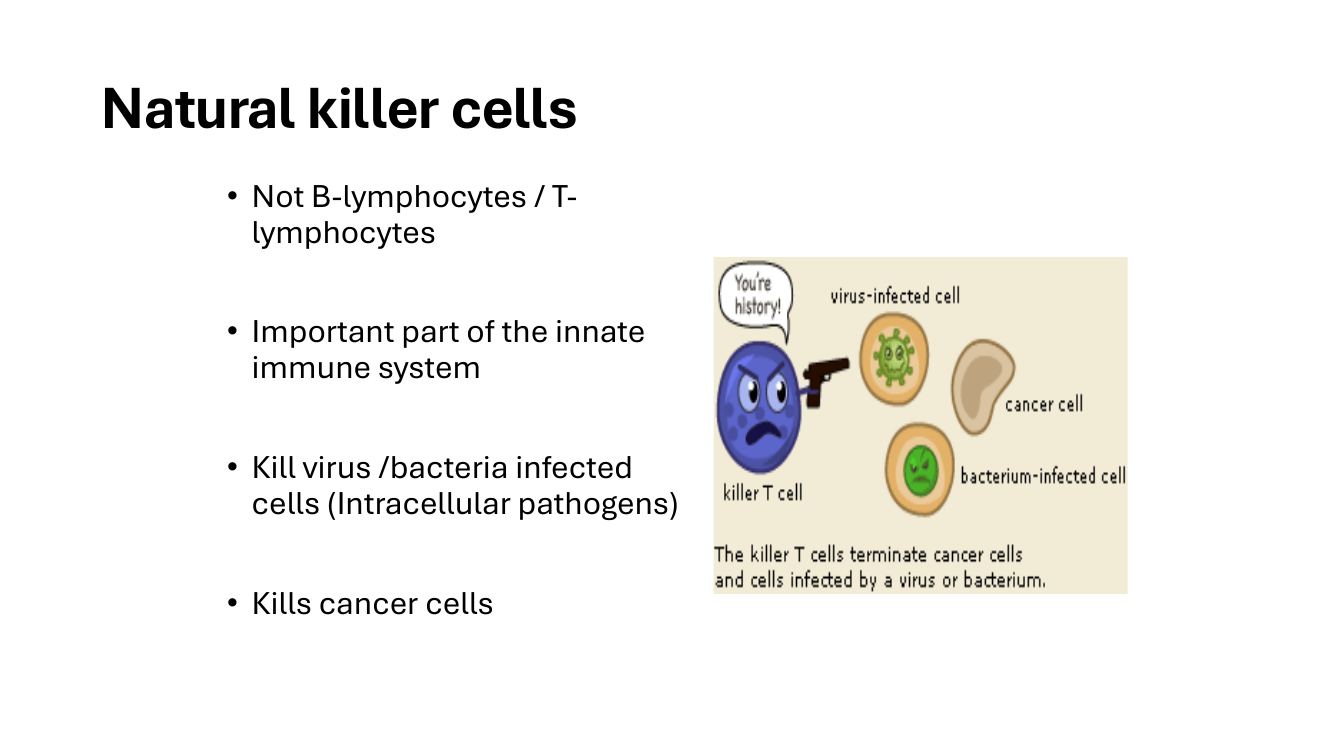 Natural killer cells
• Not B-lymphocytes / T-
lymphocytes
• Important part of the innate
immune system
• Kill virus /bacteria infected
cells (Intracellular pathogens)
• Kills cancer cells
You're
history!
virus-infected cell
cancer cell
bacterium-infected cell
killer T cell
The killer T cells terminate cancer cells
and cells infected by a virus or bacterium.